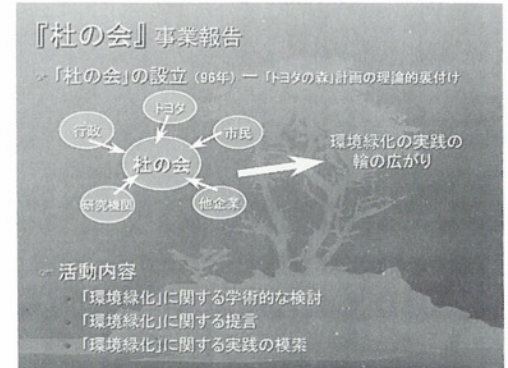 『杜の会』事業報告
「杜の会」の設立(96年) ー 「トヨタの森」計画の理論的裏付け
トヨタ
行政
市民
杜の会
研究機関
他企業
環境緑化の実践の
輪の広がり
活動内容
「環境緑化」に関する学術的な検討
「環境緑化」に関する提言
「環境緑化」に関する実践の模索